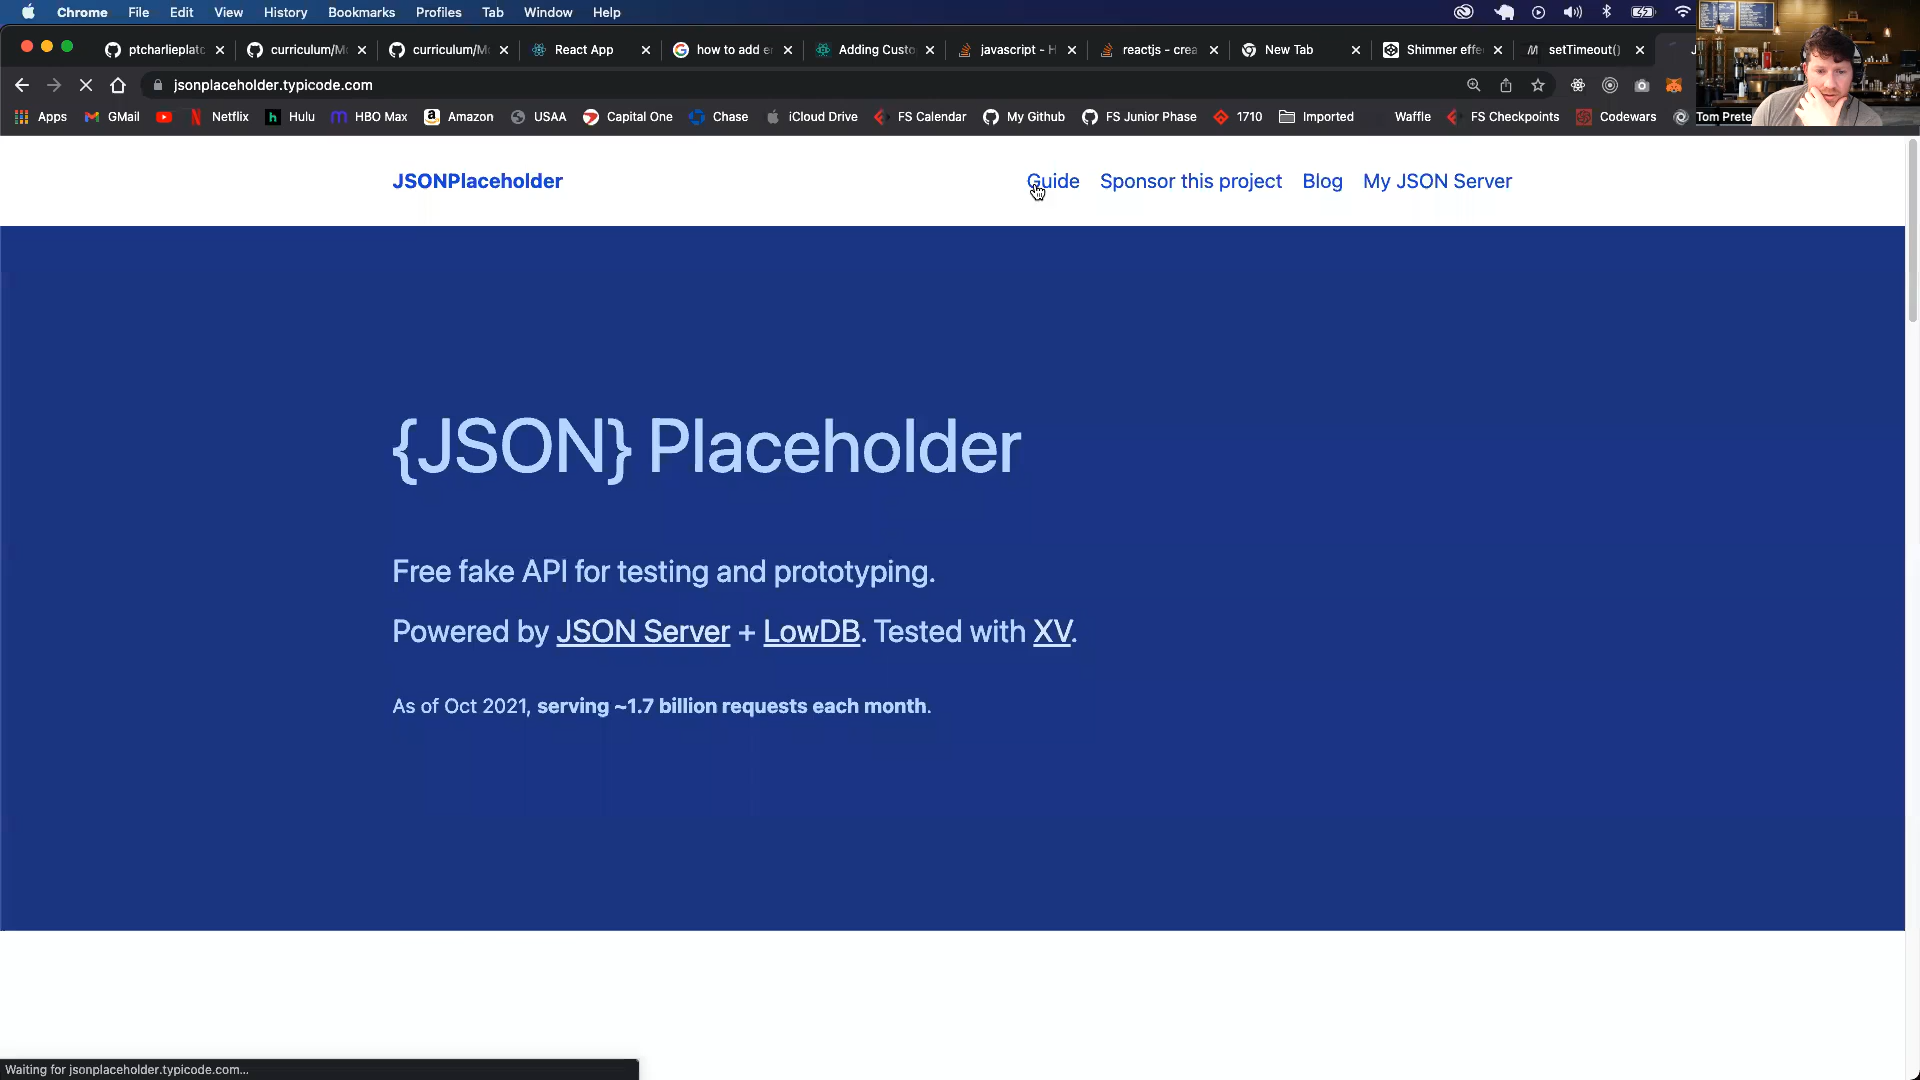 Chrome File Edit View History Bookmarks Profiles Tab Window Help
ptcharlieplatc
curriculum/Mo
curriculum/Mo
React App
how to add er
Adding Custo
javascript - H
reactjs - crea
New Tab
Shimmer effe
setTimeout()
jsonplaceholder.typicode.com
Apps GMail Netflix Hulu HBO Max Amazon USAA Capital One Chase iCloud Drive FS Calendar My Github FS Junior Phase 1710 Imported Waffle FS Checkpoints Codewars
Tom Prete
JSONPlaceholder
Guide Sponsor this project Blog My JSON Server
{JSON} Placeholder
Free fake API for testing and prototyping.
Powered by JSON Server + LowDB. Tested with XV.
As of Oct 2021, serving ~1.7 billion requests each month.
Waiting for jsonplaceholder.typicode.com...